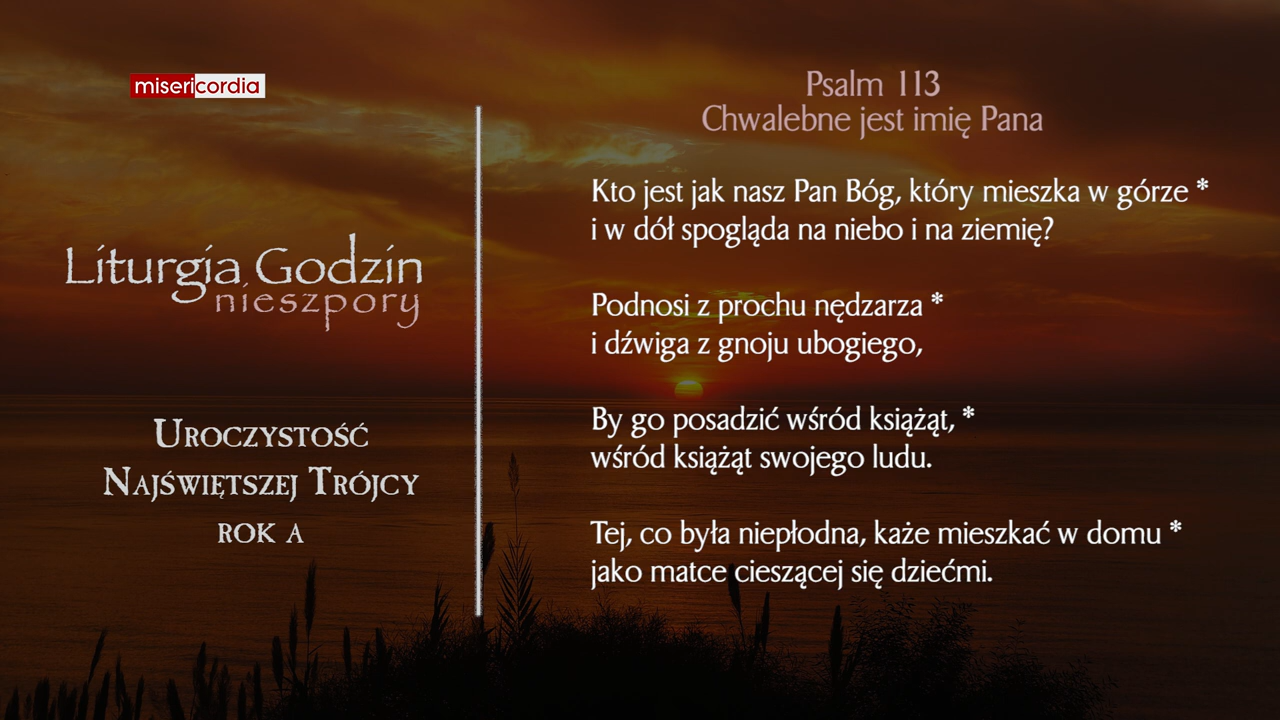 misericordia
Liturgia Godzin
nieszpory
Uroczystość
Najświętszej Trójcy
rok A
Psalm 113
Chwalebne jest imię Pana
Kto jest jak nasz Pan Bóg, który mieszka w górze *
i w dół spogląda na niebo i na ziemię?
Podnosi z prochu nędzarza *
i dźwiga z gnoju ubogiego,
By go posadzić wśród książąt, *
wśród książąt swojego ludu.
Tej, co była niepłodna, każe mieszkać w domu *
jako matce cieszącej się dziećmi.